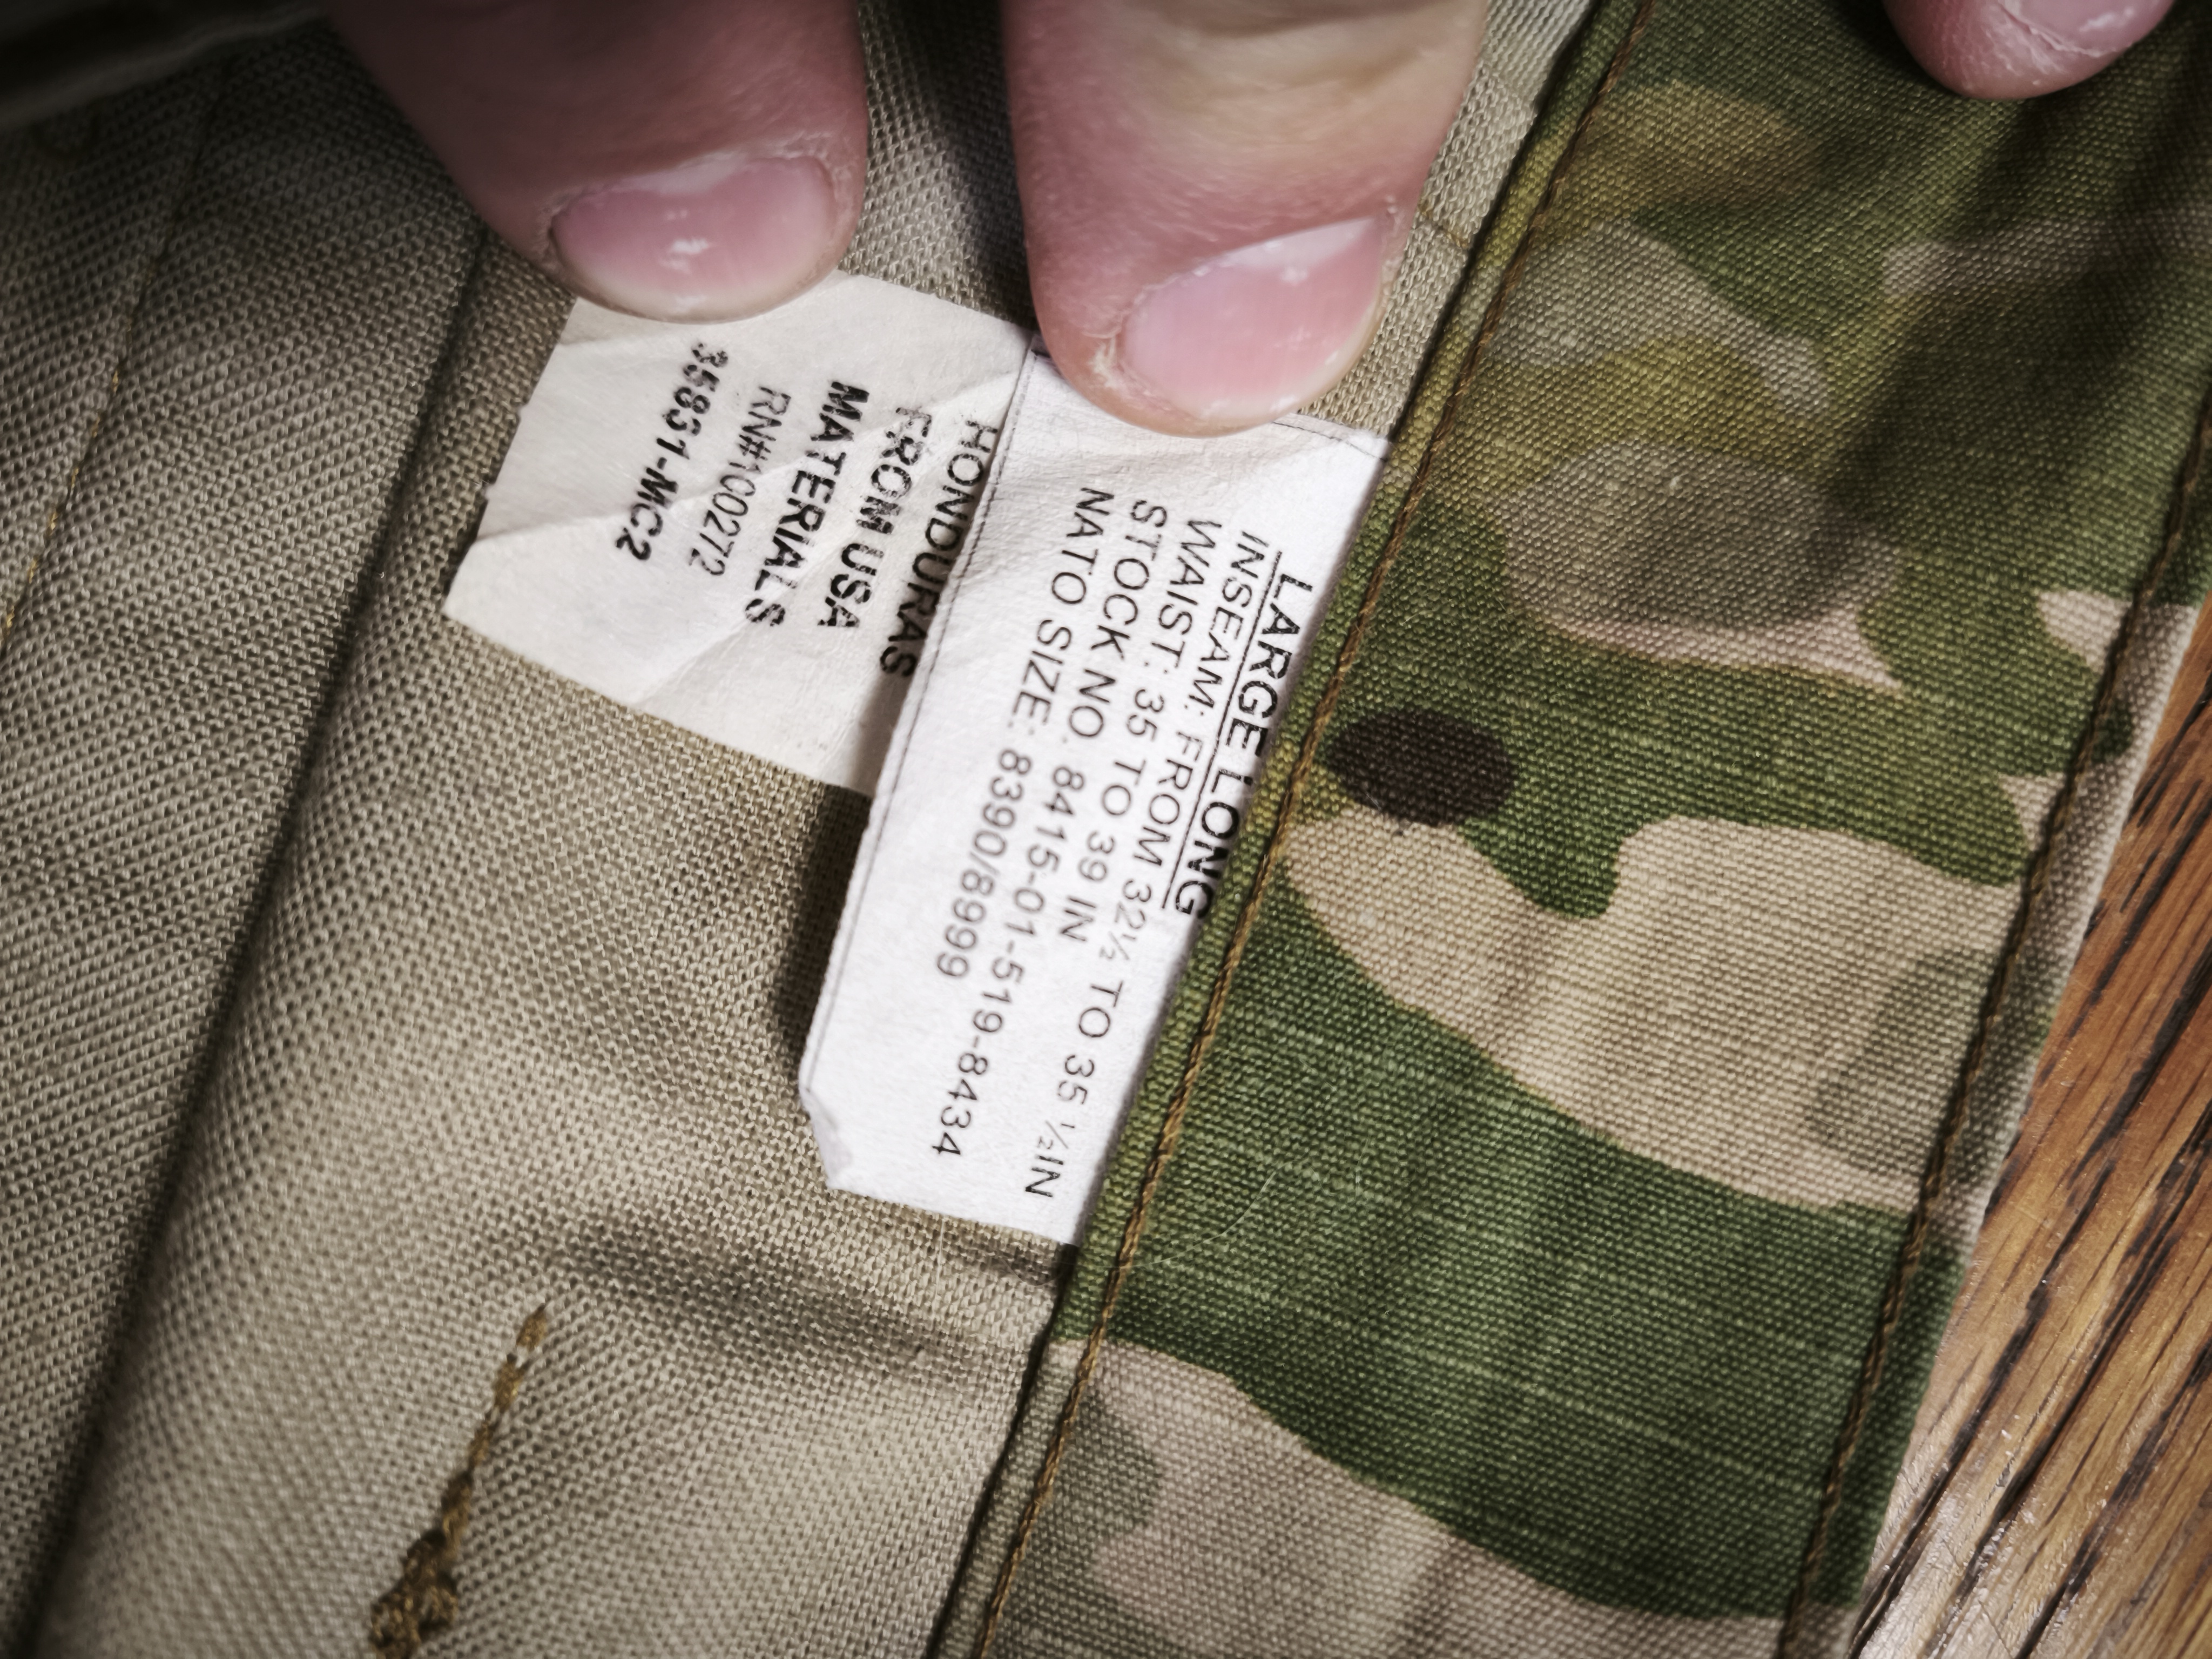 LARGE LONG
INSEAM: FROM 32½ TO 35 ½IN
WAIST: 35 TO 39 IN
STOCK NO. 8415-01-519-8434
NATO SIZE: 8390/8999
HONDURAS
FROM USA
MATERIALS
RN#100272
35831-MC2